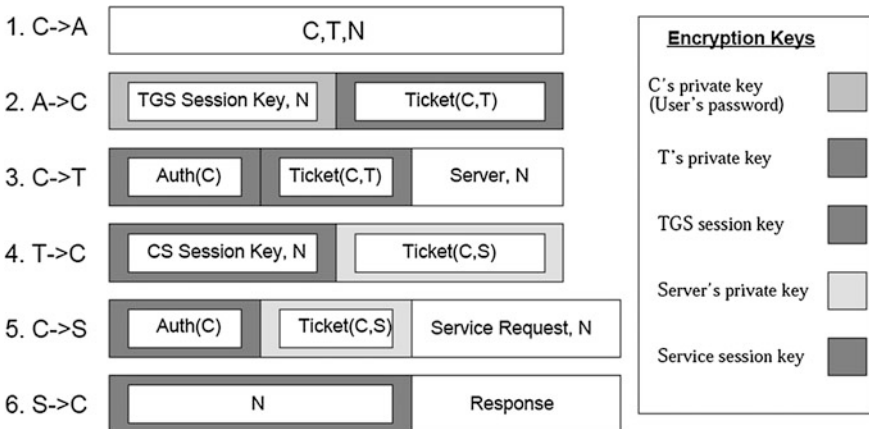 1. C->A
C,T,N
2. A->C
TGS Session Key, N
Ticket(C,T)
3. C->T
Auth(C)
Ticket(C,T)
Server, N
4. T->C
CS Session Key, N
Ticket(C,S)
5. C->S
Auth(C)
Ticket(C,S)
Service Request, N
6. S->C
N
Response
Encryption Keys
C's private key
(User's password)
T's private key
TGS session key
Server's private key
Service session key